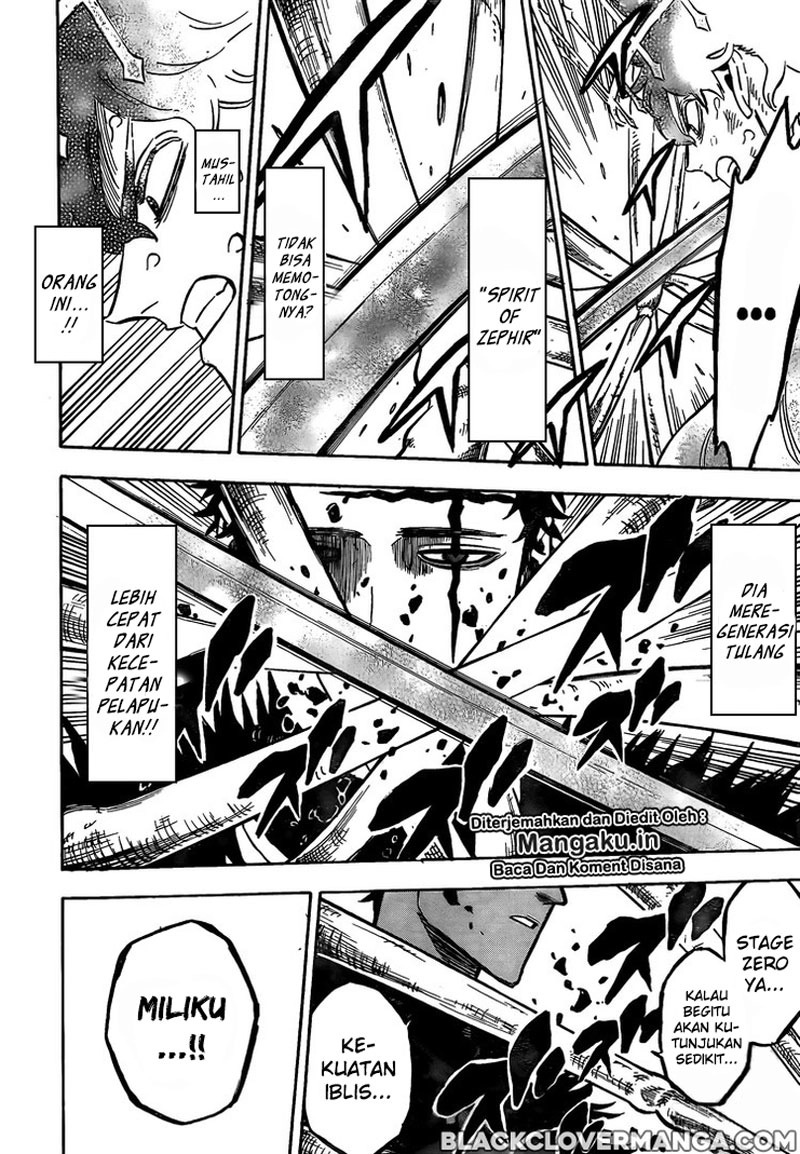 ...
"SPIRIT
OF
ZEPHIR"
TIDAK
BISA
MEMO-
TONG-
NYA?
MUS-
TAHIL
...
ORANG
INI...
!!
DIA
MERE-
GENERASI
TULANG
LEBIH
CEPAT
DARI
KECE-
PATAN
PELAPU-
KAN!!
Diterjemahkan dan Diedit Oleh :
Mangaku.in
Baca Dan Koment Disana
STAGE
ZERO
YA...
KALAU
BEGITU
AKAN KU-
TUNJUKAN
SEDIKIT...
KE-
KUATAN
IBLIS...
MILIKU
...!!
BLACKCLOVERMANGA.COM